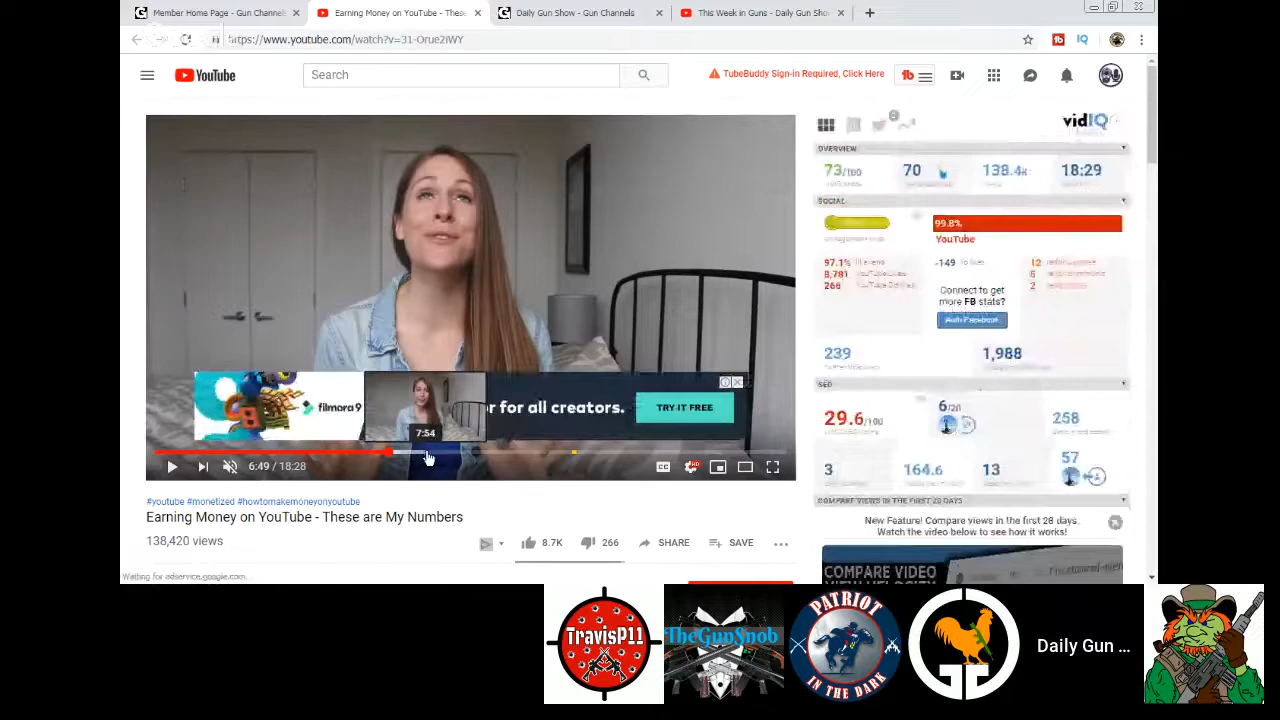 Member Home Page - Gun Channels
Earning Money on YouTube - These
Daily Gun Show - Gun Channels
This Week in Guns - Daily Gun Sho
https://www.youtube.com/watch?v=31-0rue2iWY
YouTube
Search
TubeBuddy Sign-in Required, Click Here
vidIQ
OVERVIEW
73/100
70
138.4k
18:29
SOCIAL
99.8%
YouTube
97.1%
149
12
8,781
6
266
2
Connect to get
more FB stats?
Auth Facebook
239
1,988
SEO
29.6/100
6/20
258
3
164.6
13
57
COMPARE VIEWS IN THE FIRST 28 DAYS
New Feature! Compare views in the first 28 days.
Watch the video below to see how it works!
COMPARE VIDEO
filmora9
r for all creators.
TRY IT FREE
7:54
6:49 / 18:28
CC
HD
#youtube #monetized #howtomakemoneyonyoutube
Earning Money on YouTube - These are My Numbers
138,420 views
8.7K
266
SHARE
SAVE
Waiting for adservice.google.com...
TravisP11
TheGunSnob
PATRIOT
IN THE DARK
Daily Gun ...